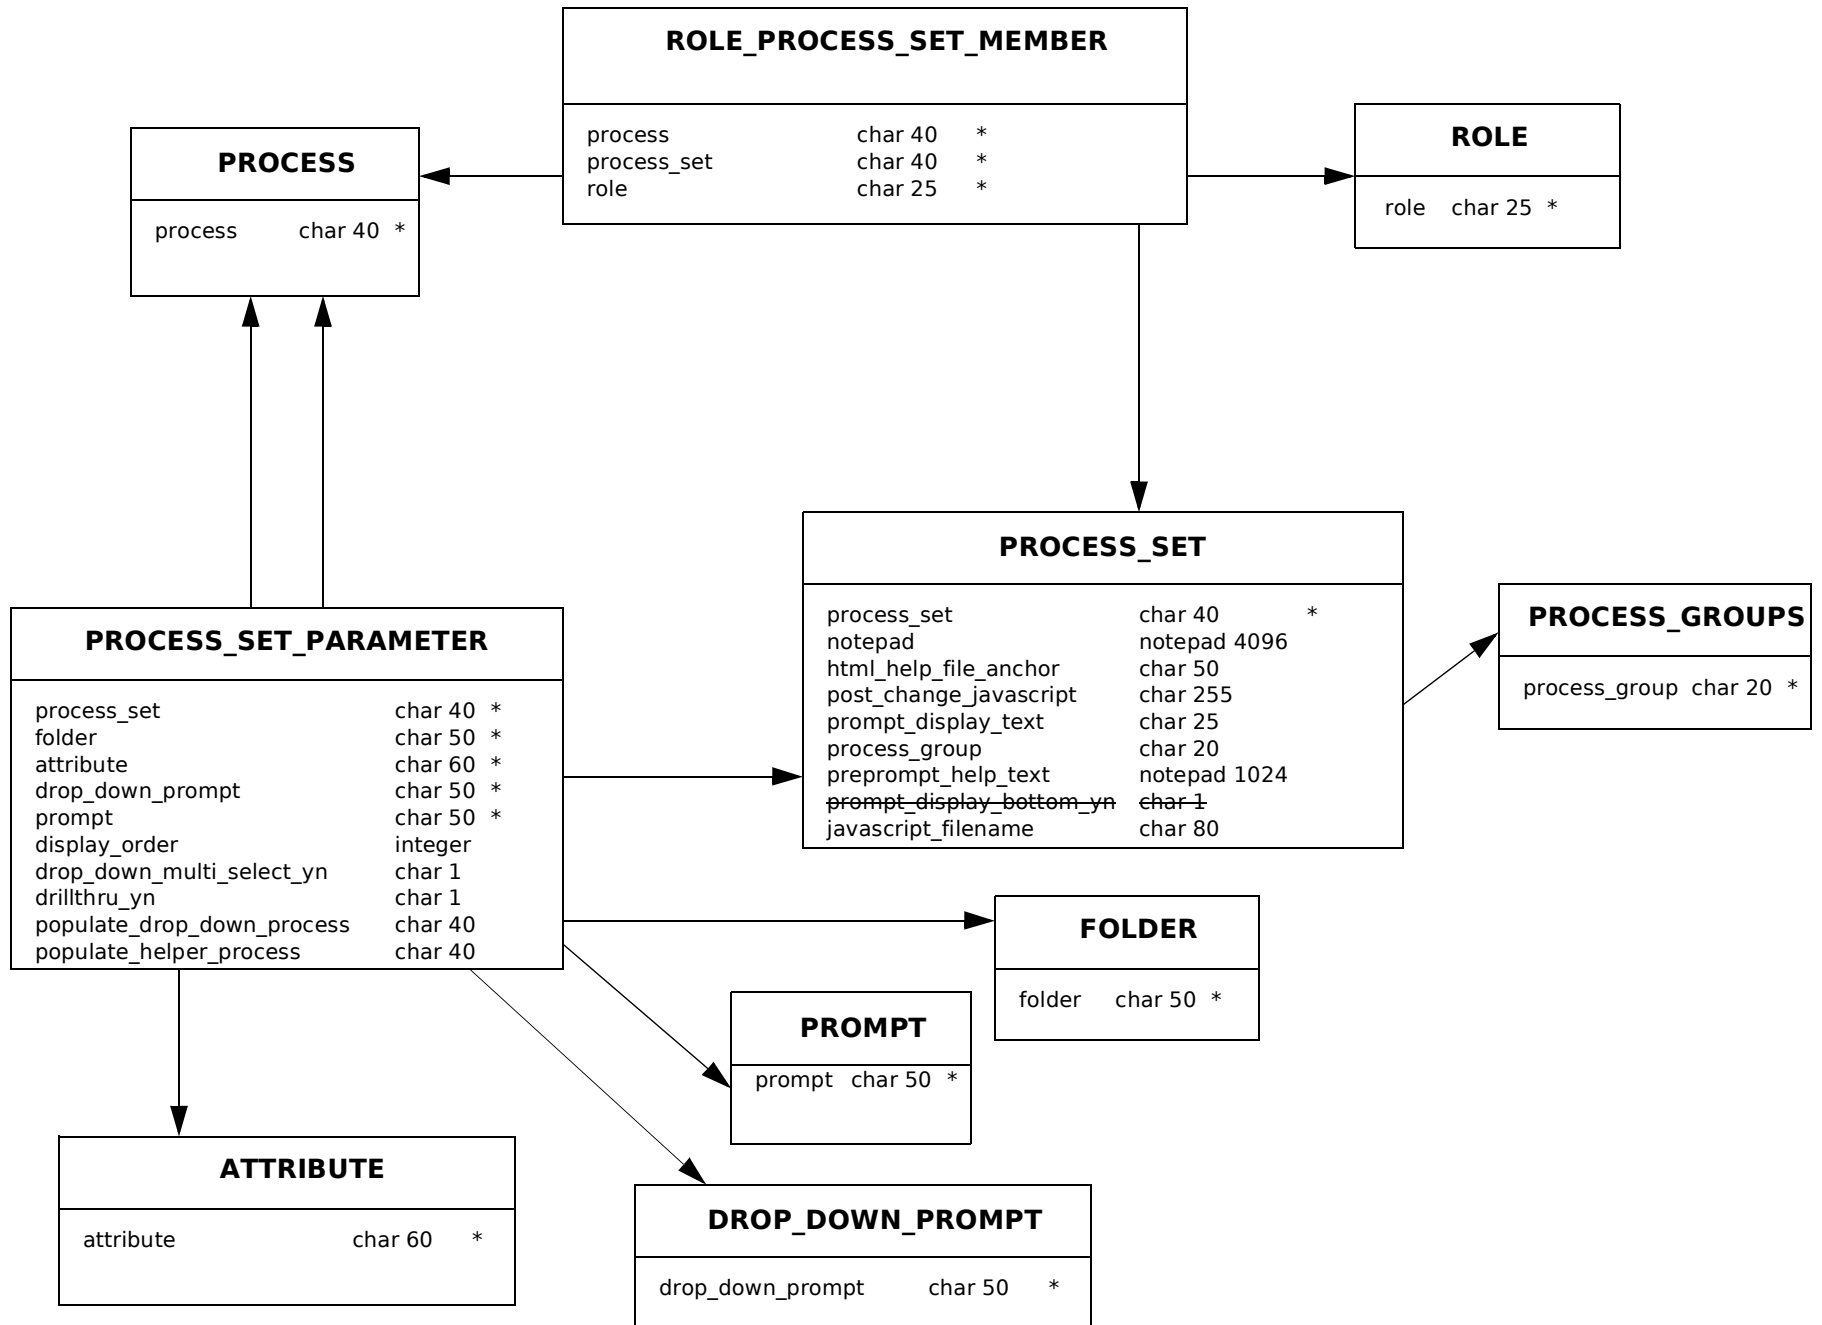 ROLE_PROCESS_SET_MEMBER
process char 40 *
process_set char 40 *
role char 25 *
PROCESS
process char 40 *
ROLE
role char 25 *
PROCESS_SET
process_set char 40 *
notepad notepad 4096
html_help_file_anchor char 50
post_change_javascript char 255
prompt_display_text char 25
process_group char 20
preprompt_help_text notepad 1024
prompt_display_bottom_yn char 1
javascript_filename char 80
PROCESS_GROUPS
process_group char 20 *
PROCESS_SET_PARAMETER
process_set char 40 *
folder char 50 *
attribute char 60 *
drop_down_prompt char 50 *
prompt char 50 *
display_order integer
drop_down_multi_select_yn char 1
drillthru_yn char 1
populate_drop_down_process char 40
populate_helper_process char 40
FOLDER
folder char 50 *
PROMPT
prompt char 50 *
ATTRIBUTE
attribute char 60 *
DROP_DOWN_PROMPT
drop_down_prompt char 50 *